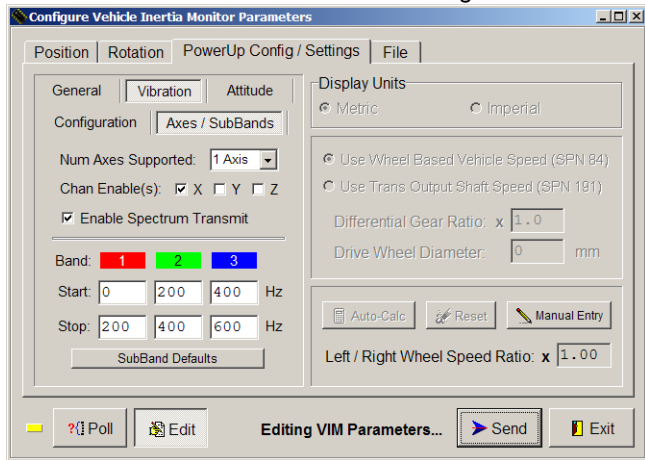 Configure Vehicle Inertia Monitor Parameters
Position Rotation PowerUp Config / Settings File
General Vibration Attitude
Configuration Axes / SubBands
Num Axes Supported: 1 Axis
Chan Enable(s): X Y Z
Enable Spectrum Transmit
Band: 1 2 3
Start: 0 200 400 Hz
Stop: 200 400 600 Hz
SubBand Defaults
Display Units
Metric Imperial
Use Wheel Based Vehicle Speed (SPN 84)
Use Trans Output Shaft Speed (SPN 191)
Differential Gear Ratio: x 1.0
Drive Wheel Diameter: 0 mm
Auto-Calc Reset Manual Entry
Left / Right Wheel Speed Ratio: x 1.00
?{} Poll Edit Editing VIM Parameters... Send Exit